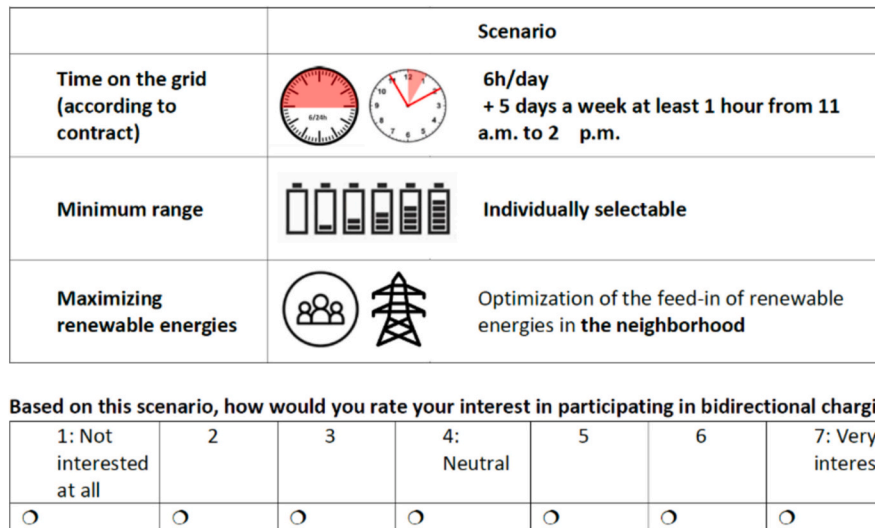 Scenario
Time on the grid
(according to
contract)
6/24h
6h/day
+ 5 days a week at least 1 hour from 11
a.m. to 2 p.m.
Minimum range
Individually selectable
Maximizing
renewable energies
Optimization of the feed-in of renewable
energies in the neighborhood
Based on this scenario, how would you rate your interest in participating in bidirectional chargi
1: Not
interested
at all
2
3
4:
Neutral
5
6
7: Very
interes